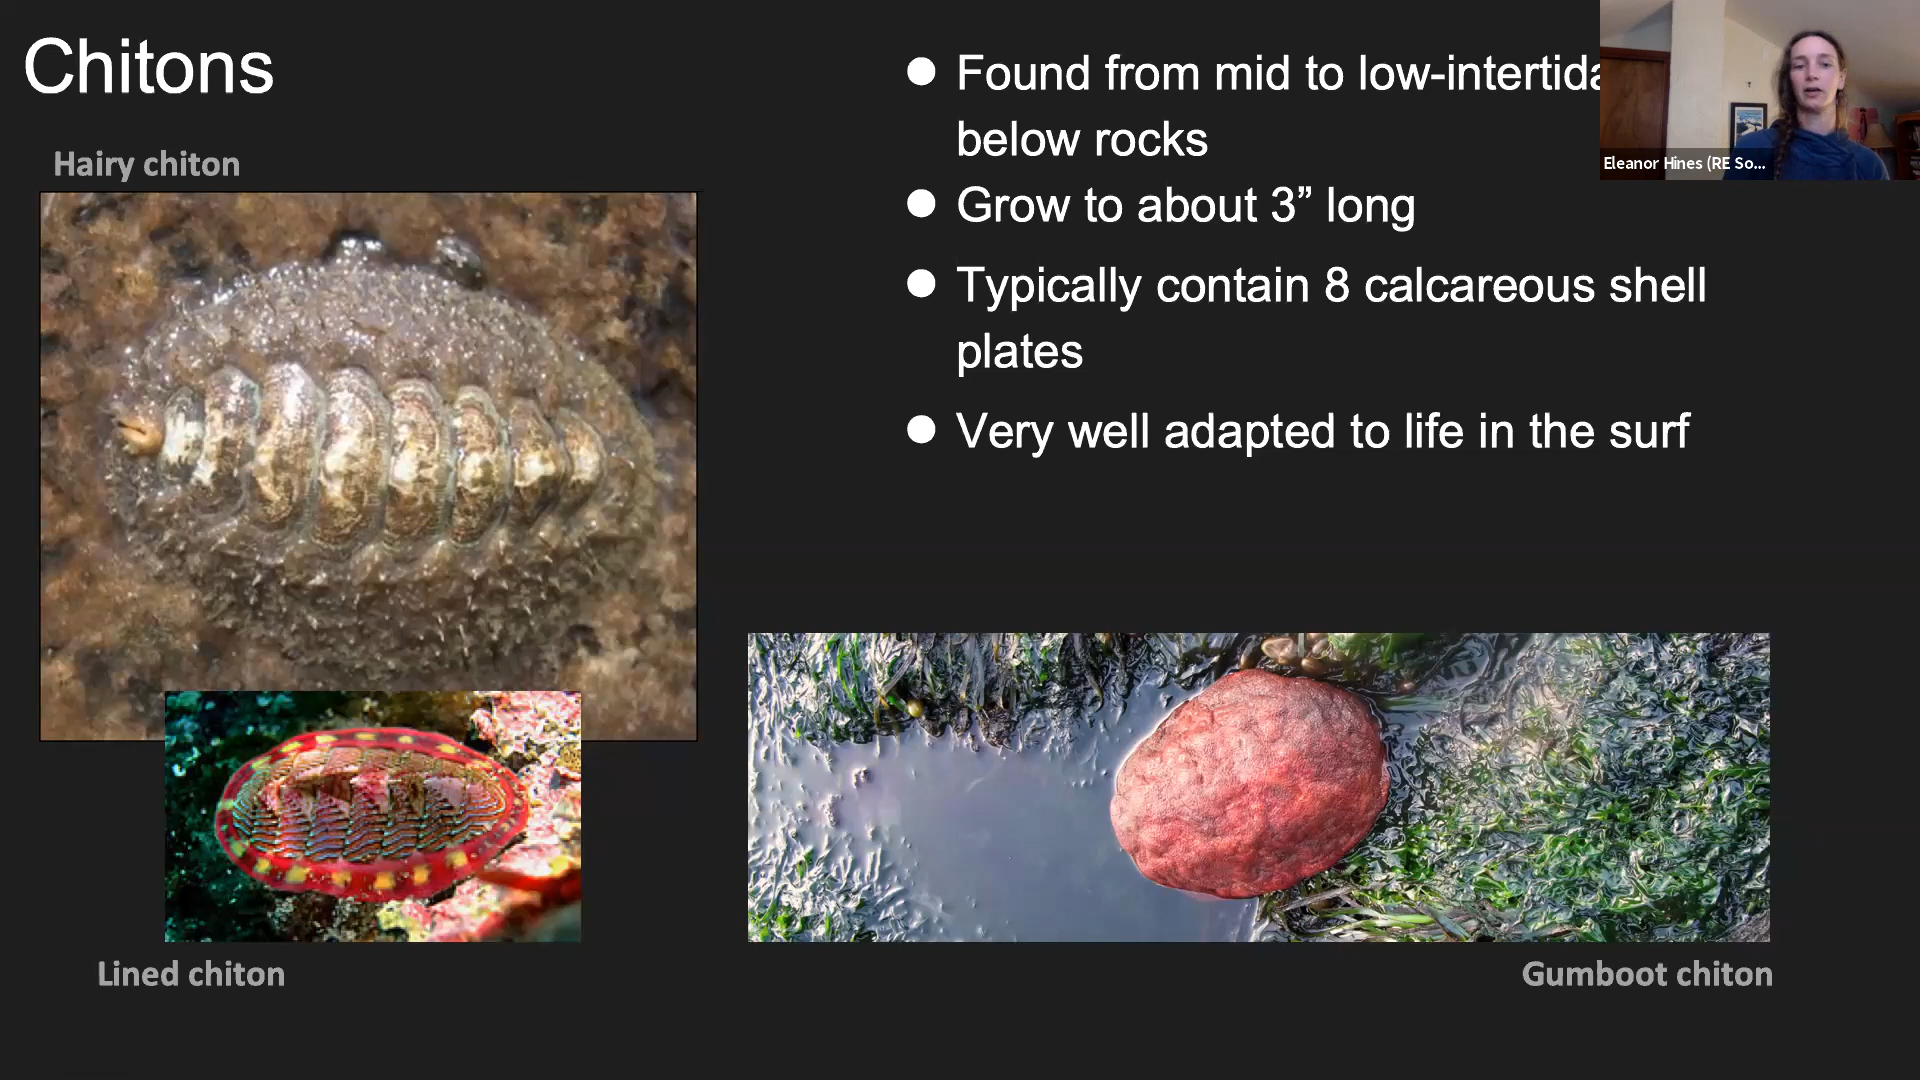 Chitons
Hairy chiton
● Found from mid to low-intertida
below rocks
● Grow to about 3” long
● Typically contain 8 calcareous shell
plates
● Very well adapted to life in the surf
Eleanor Hines (RE So...
Lined chiton
Gumboot chiton